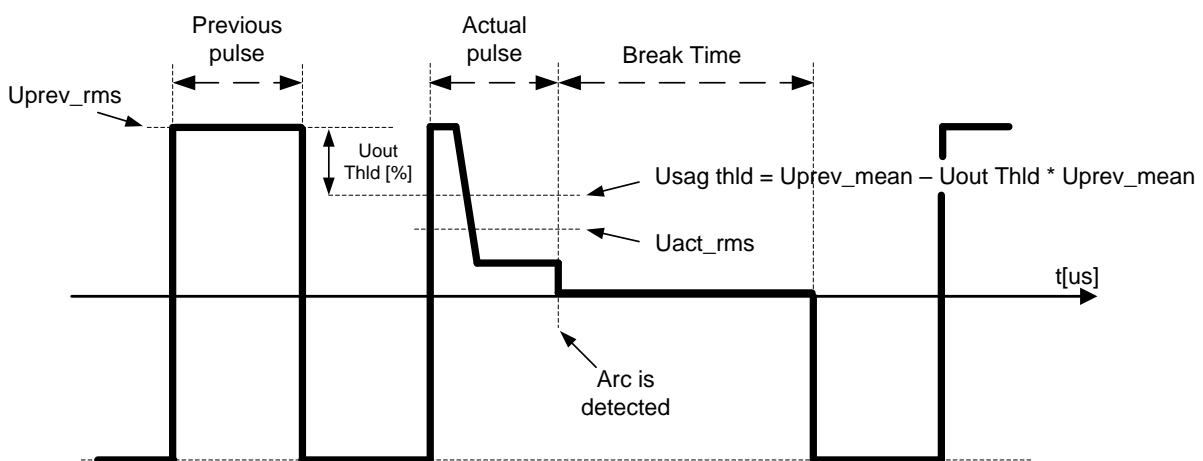 Previous
pulse
Actual
pulse
Break Time
Uprev_rms
Uout
Thld [%]
Usag thld = Uprev_mean – Uout Thld * Uprev_mean
Uact_rms
t[us]
Arc is
detected